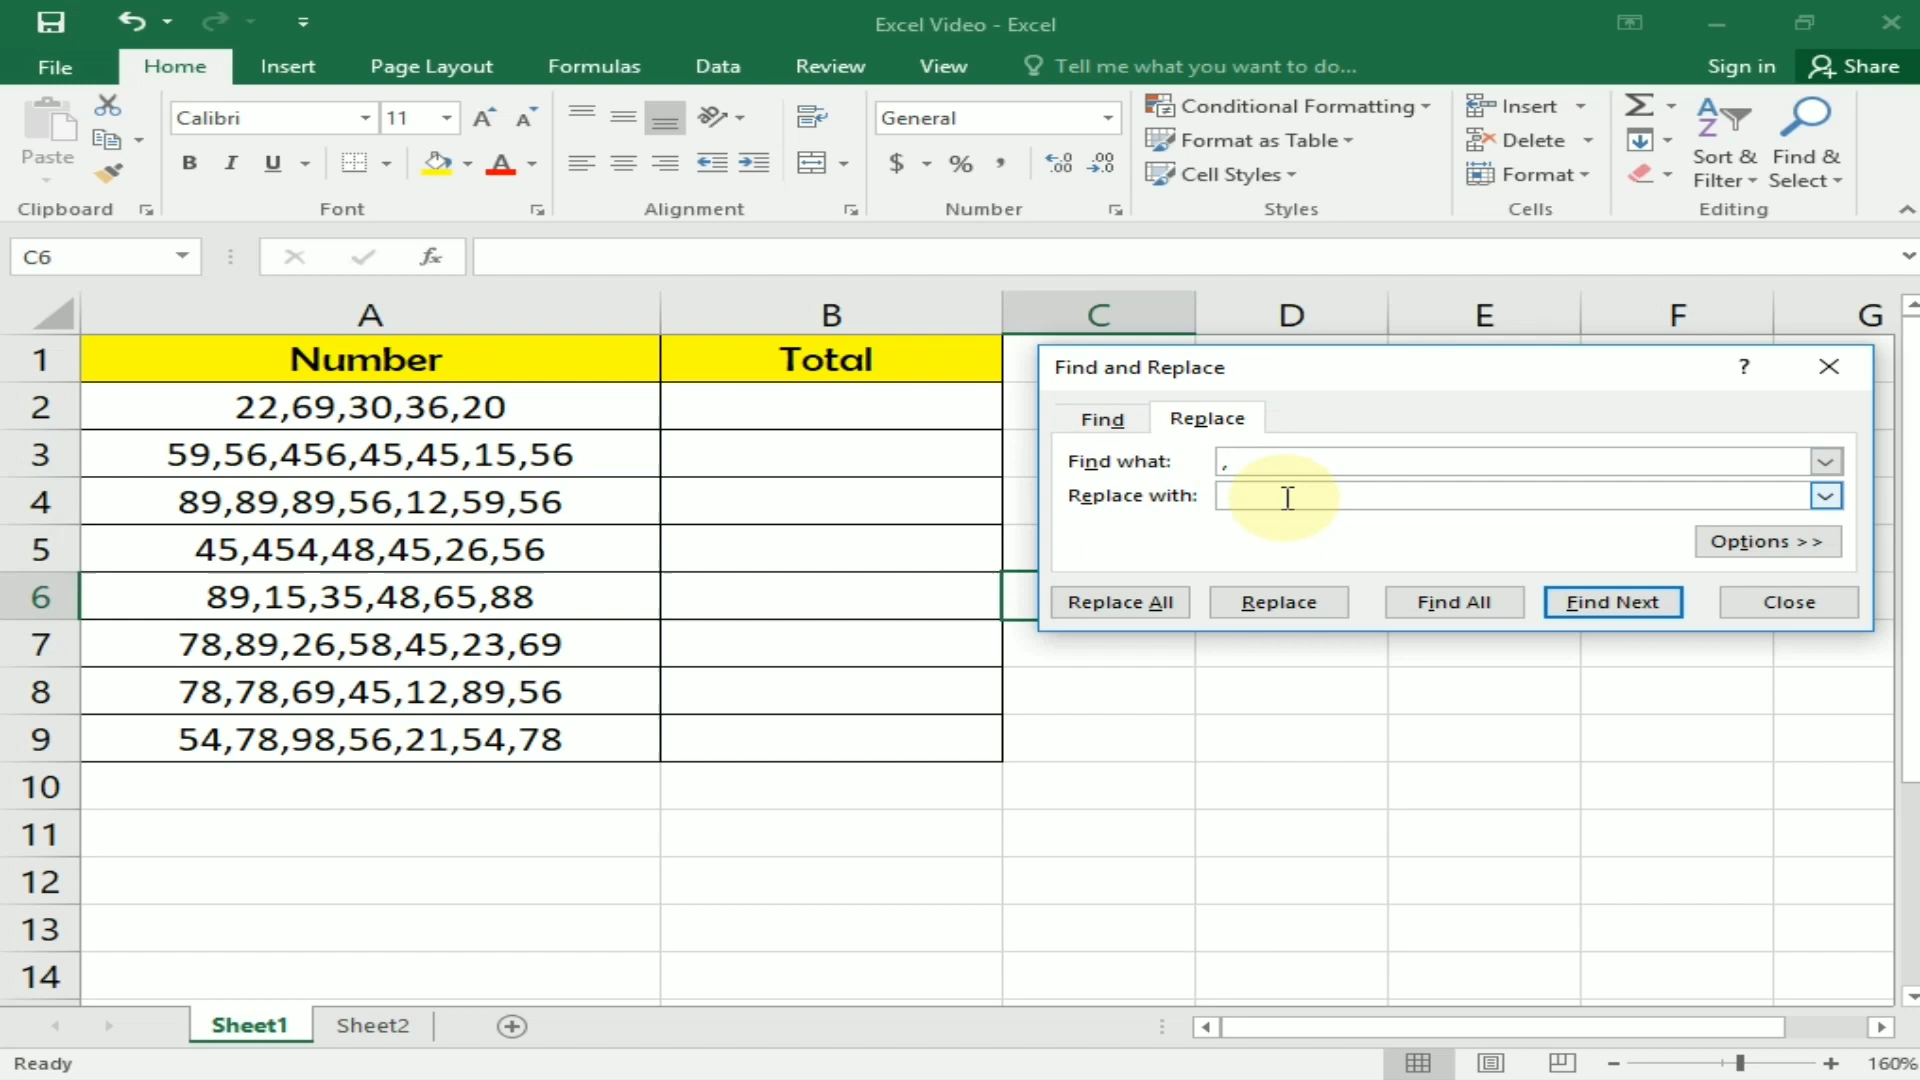 Excel Video - Excel
File Home Insert Page Layout Formulas Data Review View Tell me what you want to do... Sign in Share
Paste
Clipboard
Calibri 11
B I U
Font
Alignment
General
$ % ,
Number
Conditional Formatting
Format as Table
Cell Styles
Styles
Insert
Delete
Format
Cells
Sort & Filter
Find & Select
Editing
C6 fx
A B C D E F G
1 Number Total
2 22,69,30,36,20
3 59,56,456,45,45,15,56
4 89,89,89,56,12,59,56
5 45,454,48,45,26,56
6 89,15,35,48,65,88
7 78,89,26,58,45,23,69
8 78,78,69,45,12,89,56
9 54,78,98,56,21,54,78
10
11
12
13
14
Find and Replace ?
Find Replace
Find what: ,
Replace with:
Options >>
Replace All Replace Find All Find Next Close
Sheet1 Sheet2
Ready 160%